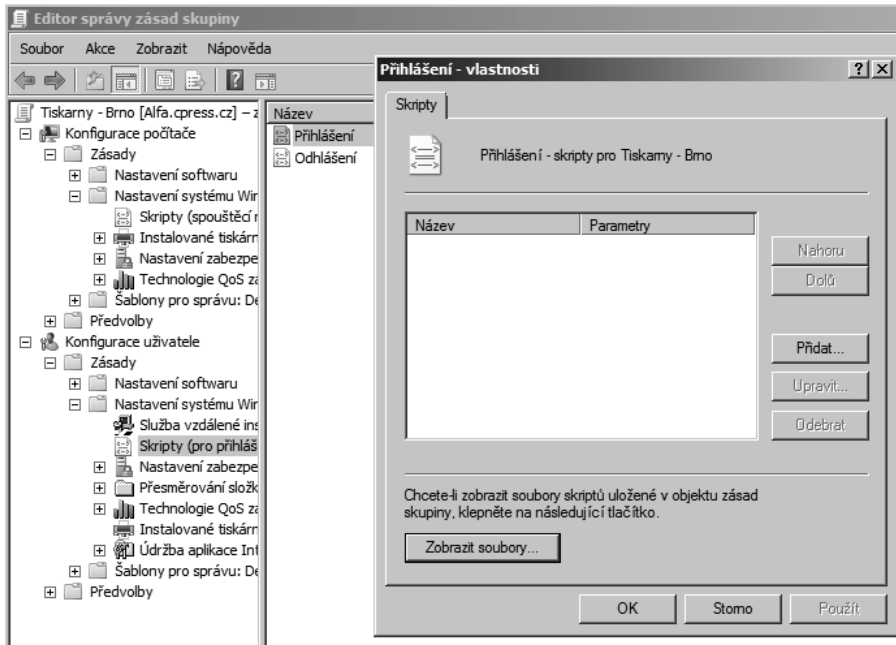 Editor správy zásad skupiny
Soubor Akce Zobrazit Nápověda
Tiskarny - Brno [Alfa.cpress.cz] – z
Konfigurace počítače
Zásady
Nastavení softwaru
Nastavení systému Wir
Skripty (spouštěcí r
Instalované tiskárn
Nastavení zabezpe
Technologie QoS za
Šablony pro správu: De
Předvolby
Konfigurace uživatele
Zásady
Nastavení softwaru
Nastavení systému Wir
Služba vzdálené ins
Skripty (pro přihláš
Nastavení zabezpe
Přesměrování složk
Technologie QoS za
Instalované tiskárn
Údržba aplikace Int
Šablony pro správu: De
Předvolby
Název
Přihlášení
Odhlášení
Přihlášení - vlastnosti
Skripty
Přihlášení - skripty pro Tiskarny - Brno
Název Parametry
Nahoru
Dolů
Přidat...
Upravit...
Odebrat
Chcete-li zobrazit soubory skriptů uložené v objektu zásad
skupiny, klepněte na následující tlačítko.
Zobrazit soubory...
OK Storno Použít